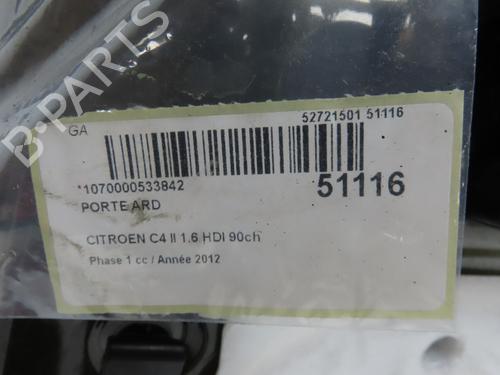 GA
52721501 51116
*1070000533842
51116
PORTE ARD
CITROEN C4 II 1.6 HDI 90ch
Phase 1 cc / Année 2012
B-PARTS